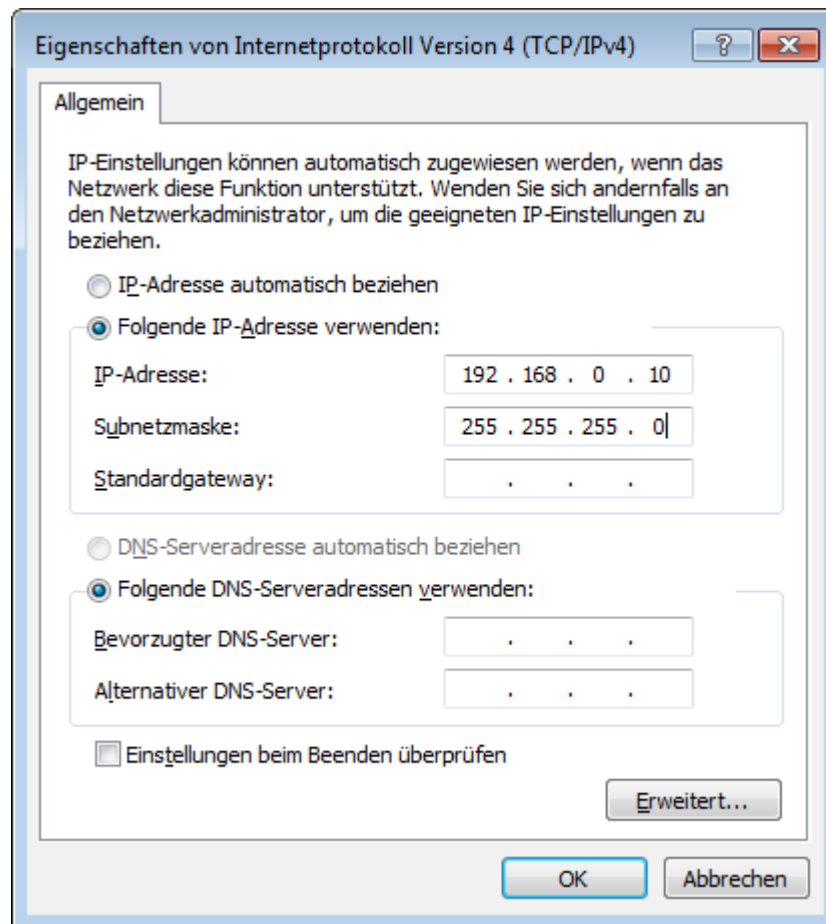 Eigenschaften von Internetprotokoll Version 4 (TCP/IPv4)
Allgemein
IP-Einstellungen können automatisch zugewiesen werden, wenn das
Netzwerk diese Funktion unterstützt. Wenden Sie sich andernfalls an
den Netzwerkadministrator, um die geeigneten IP-Einstellungen zu
beziehen.
IP-Adresse automatisch beziehen
Folgende IP-Adresse verwenden:
IP-Adresse: 192 . 168 . 0 . 10
Subnetzmaske: 255 . 255 . 255 . 0
Standardgateway: . . .
DNS-Serveradresse automatisch beziehen
Folgende DNS-Serveradressen verwenden:
Bevorzugter DNS-Server: . . .
Alternativer DNS-Server: . . .
Einstellungen beim Beenden überprüfen
Erweitert...
OK Abbrechen